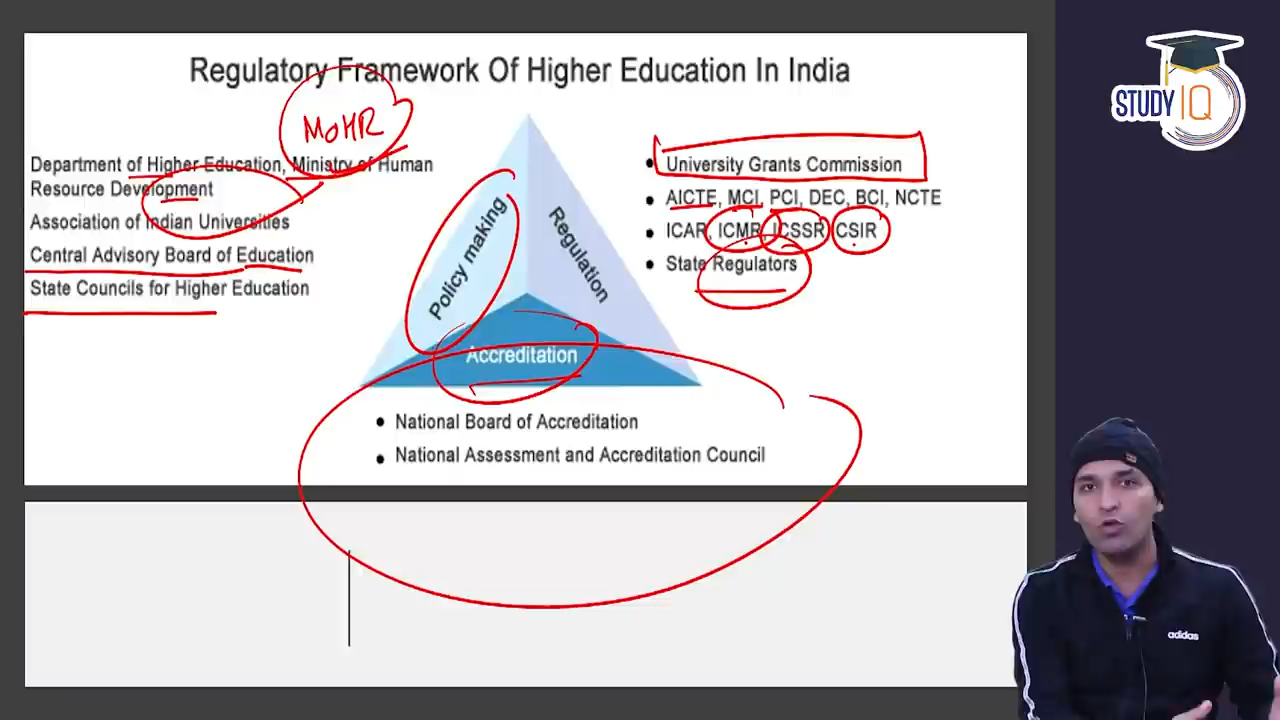 Regulatory Framework Of Higher Education In India
MOHR
Department of Higher Education, Ministry of Human
Resource Development
Association of Indian Universities
Central Advisory Board of Education
State Councils for Higher Education
Policy making
Regulation
Accreditation
• University Grants Commission
• AICTE, MCI, PCI, DEC, BCI, NCTE
• ICAR, ICMR, ICSSR, CSIR
• State Regulators
• National Board of Accreditation
• National Assessment and Accreditation Council
STUDY IQ
adidas